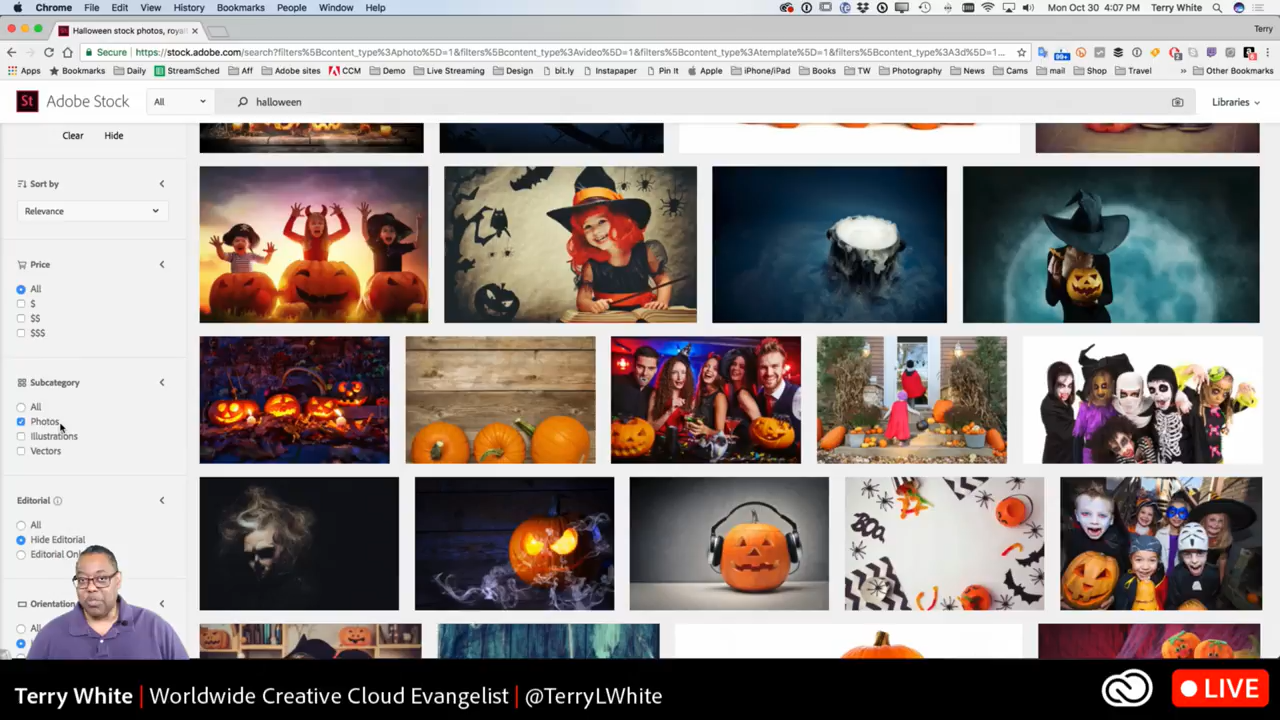 Chrome File Edit View History Bookmarks People Window Help Mon Oct 30 4:07 PM Terry White
Halloween stock photos, roya Terry
Secure https://stock.adobe.com/search?filters%5Bcontent_type%3Aphoto%5D=1&filters%5Bcontent_type%3Avideo%5D=1&filters%5Bcontent_type%3Atemplate%5D=1&filters%5Bcontent_type%3A3d%5D=1...
Apps Bookmarks Daily StreamSched Aff Adobe sites CCM Demo Live Streaming Design bit.ly Instapaper Pin It Apple iPhone/iPad Books TW Photography News Cams mail Shop Travel » Other Bookmarks
St Adobe Stock All halloween Libraries
Clear Hide
Sort by
Relevance
Price
All
$
$$
$$$
Subcategory
All
Photos
Illustrations
Vectors
Editorial
All
Hide Editorial
Editorial Onl
Orientation
All
BOO
Terry White | Worldwide Creative Cloud Evangelist | @TerryLWhite LIVE